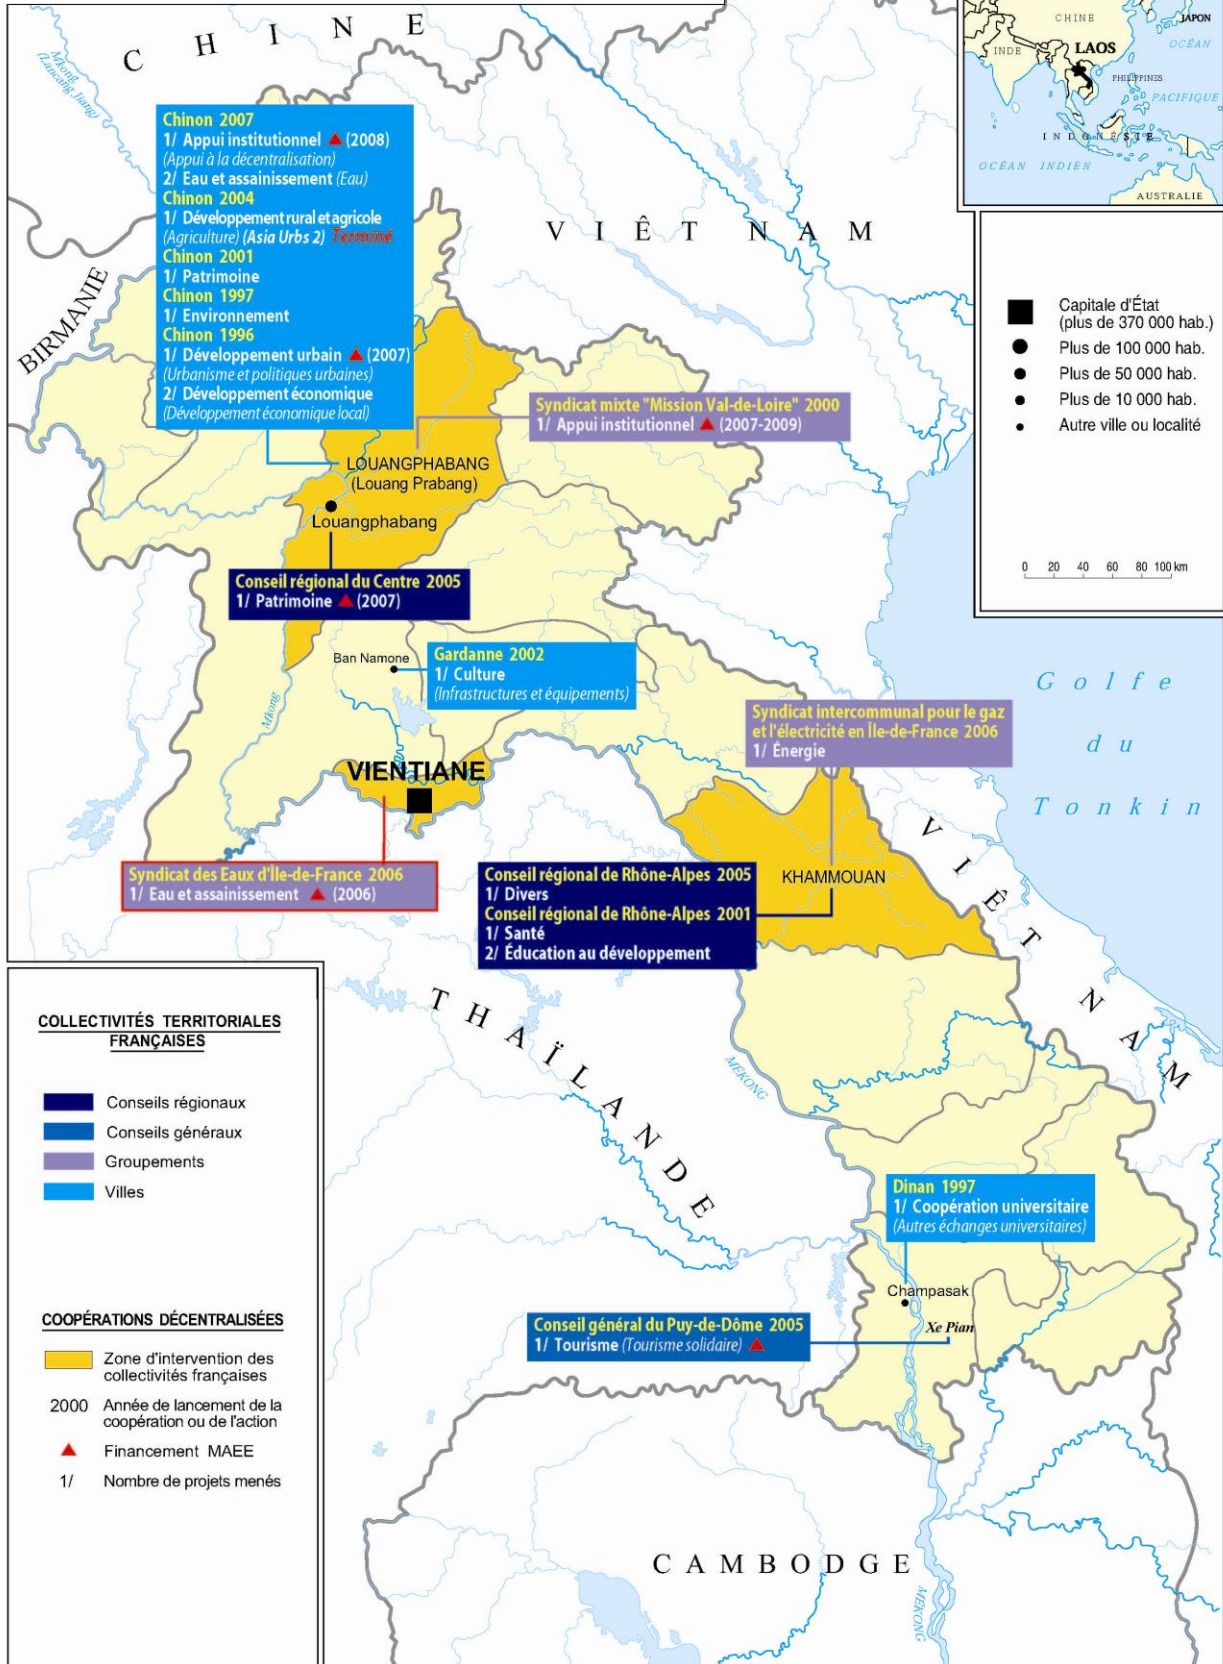 CHINE
Mékong
(Lancang Jiang)
CHINE
JAPON
OCÉAN
INDE
LAOS
PHILIPPINES
PACIFIQUE
INDONÉSIE
OCÉAN INDIEN
AUSTRALIE
Chinon 2007
1/ Appui institutionnel ▲ (2008)
(Appui à la décentralisation)
2/ Eau et assainissement (Eau)
Chinon 2004
1/ Développement rural et agricole
(Agriculture) (Asia Urbs 2) Terminé
Chinon 2001
1/ Patrimoine
Chinon 1997
1/ Environnement
Chinon 1996
1/ Développement urbain ▲ (2007)
(Urbanisme et politiques urbaines)
2/ Développement économique
(Développement économique local)
VIÊT NAM
BIRMANIE
Capitale d'État
(plus de 370 000 hab.)
Plus de 100 000 hab.
Plus de 50 000 hab.
Plus de 10 000 hab.
Autre ville ou localité
0 20 40 60 80 100 km
Syndicat mixte "Mission Val-de-Loire" 2000
1/ Appui institutionnel ▲ (2007-2009)
LOUANGPHABANG
(Louang Prabang)
Louangphabang
Conseil régional du Centre 2005
1/ Patrimoine ▲ (2007)
Ban Namone
Gardanne 2002
1/ Culture
(Infrastructures et équipements)
Mkong
Golfe
du
Tonkin
Syndicat intercommunal pour le gaz
et l'électricité en Île-de-France 2006
1/ Énergie
VIENTIANE
Syndicat des Eaux d'Île-de-France 2006
1/ Eau et assainissement ▲ (2006)
Conseil régional de Rhône-Alpes 2005
1/ Divers
Conseil régional de Rhône-Alpes 2001
1/ Santé
2/ Éducation au développement
KHAMMOUAN
VIÊT NAM
THAÏLANDE
MÉKONG
COLLECTIVITÉS TERRITORIALES
FRANÇAISES
Conseils régionaux
Conseils généraux
Groupements
Villes
Dinan 1997
1/ Coopération universitaire
(Autres échanges universitaires)
Champasak
Xe Pian
Conseil général du Puy-de-Dôme 2005
1/ Tourisme (Tourisme solidaire) ▲
COOPÉRATIONS DÉCENTRALISÉES
Zone d'intervention des
collectivités françaises
2000 Année de lancement de la
coopération ou de l'action
▲ Financement MAEE
1/ Nombre de projets menés
CAMBODGE
MÉKONG